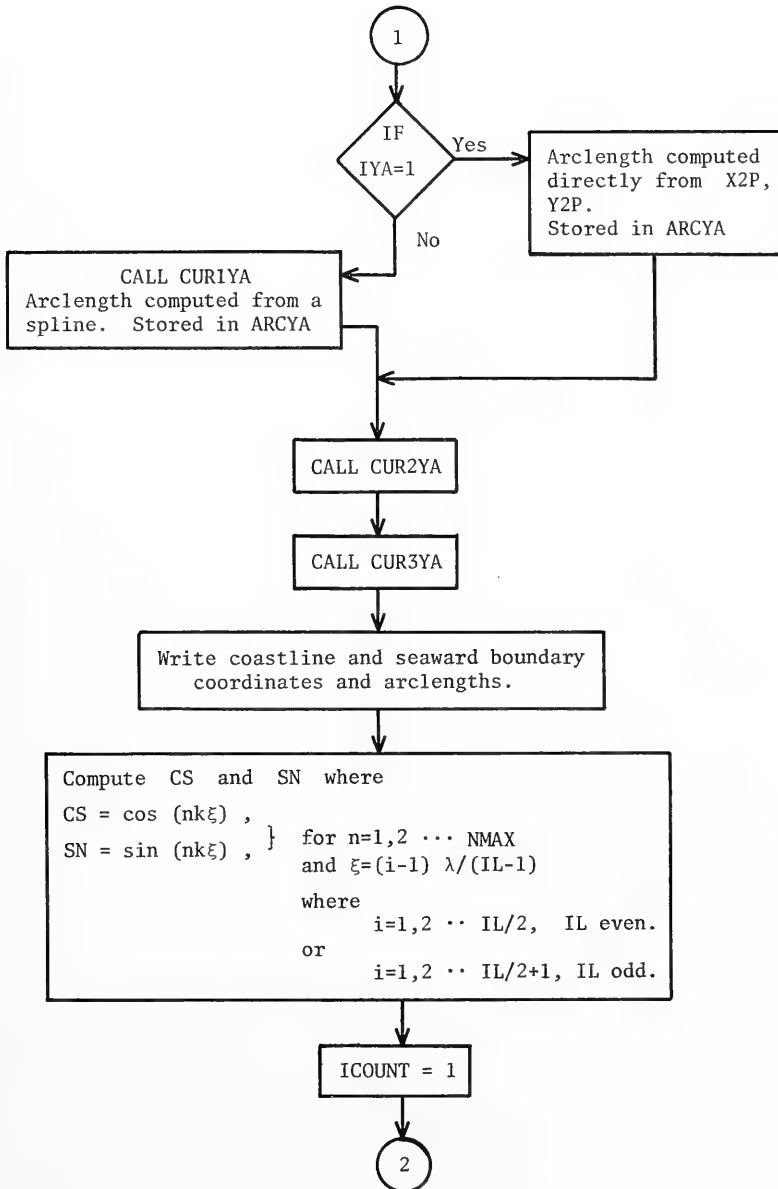 1
IF
IYA=1
Yes
No
Arclength computed
directly from X2P,
Y2P.
Stored in ARCYA
CALL CUR1YA
Arclength computed from a
spline. Stored in ARCYA
CALL CUR2YA
CALL CUR3YA
Write coastline and seaward boundary
coordinates and arclengths.
Compute CS and SN where
CS = cos (nkξ) ,
SN = sin (nkξ) , } for n=1,2 ··· NMAX
and ξ=(i-1) λ/(IL-1)
where
i=1,2 ·· IL/2, IL even.
or
i=1,2 ·· IL/2+1, IL odd.
ICOUNT = 1
2